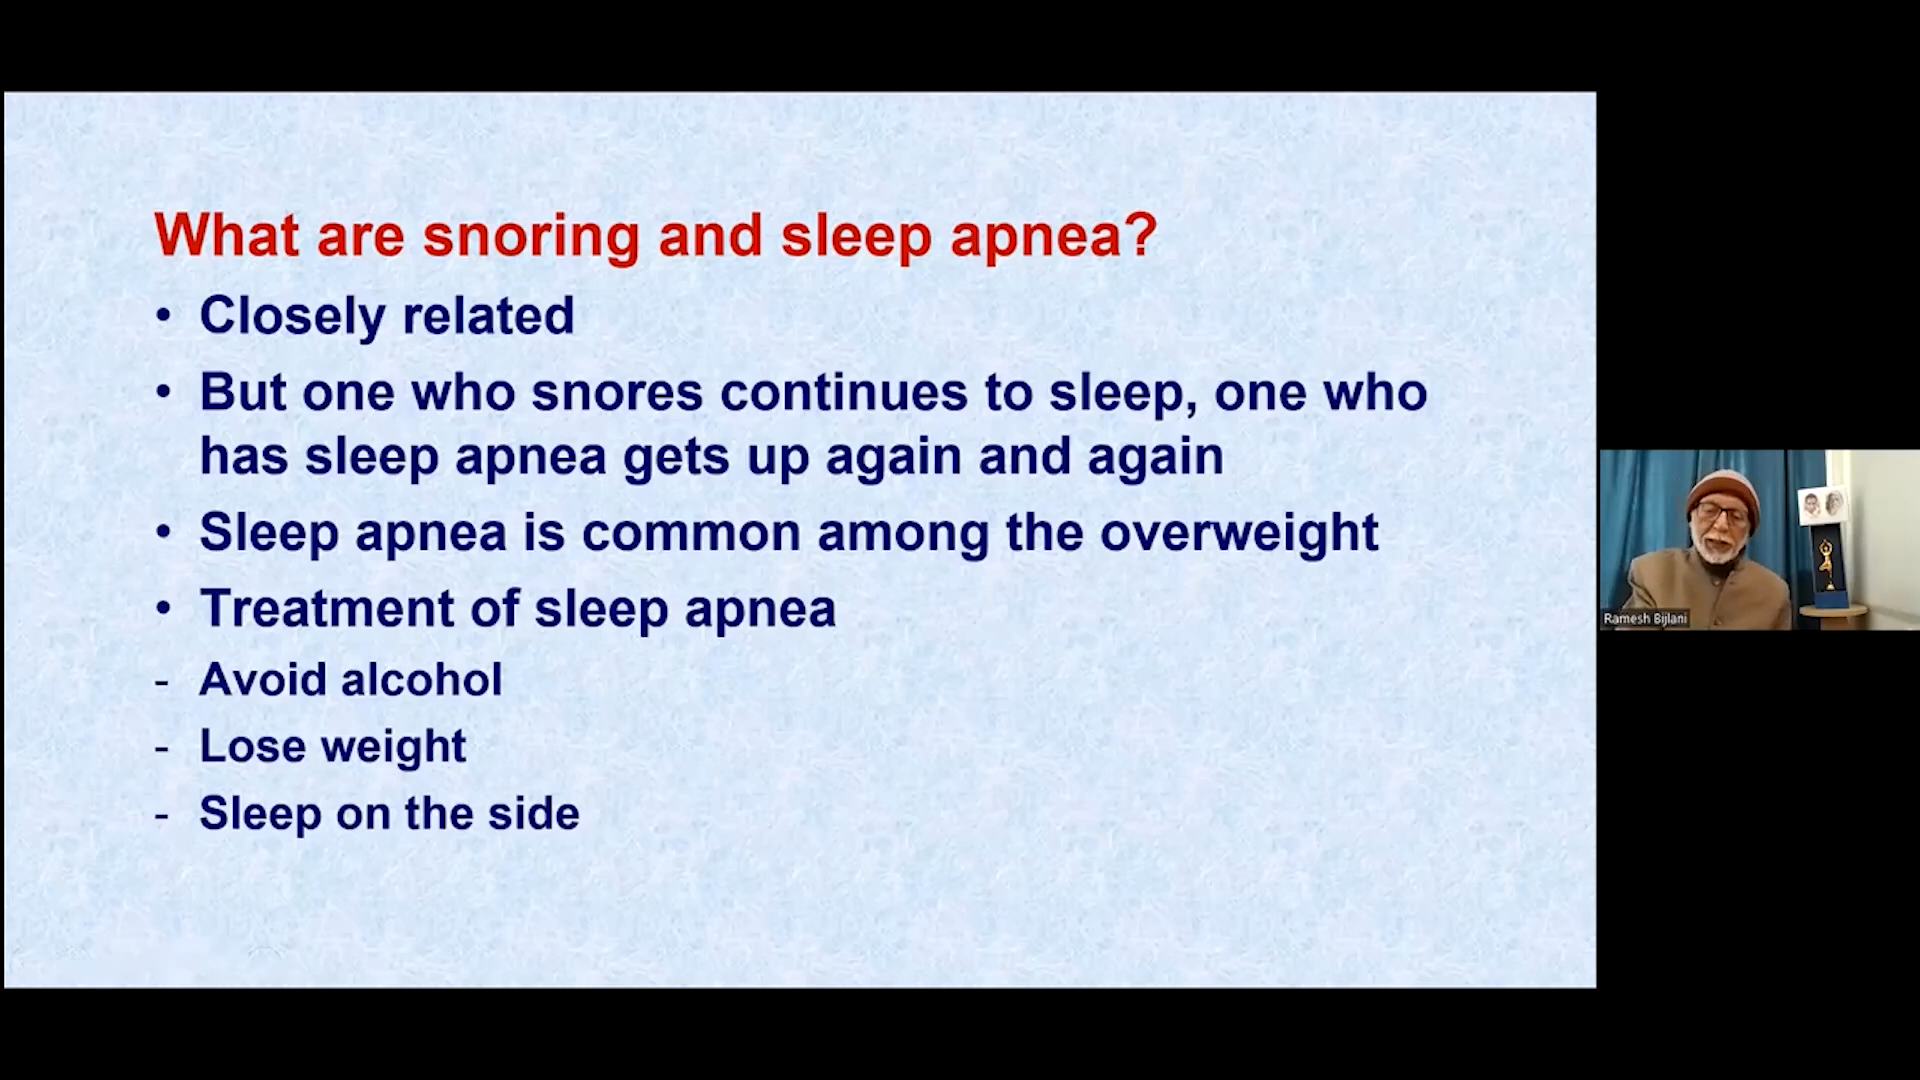 What are snoring and sleep apnea?
• Closely related
• But one who snores continues to sleep, one who
has sleep apnea gets up again and again
• Sleep apnea is common among the overweight
• Treatment of sleep apnea
- Avoid alcohol
- Lose weight
- Sleep on the side
Ramesh Bijlani